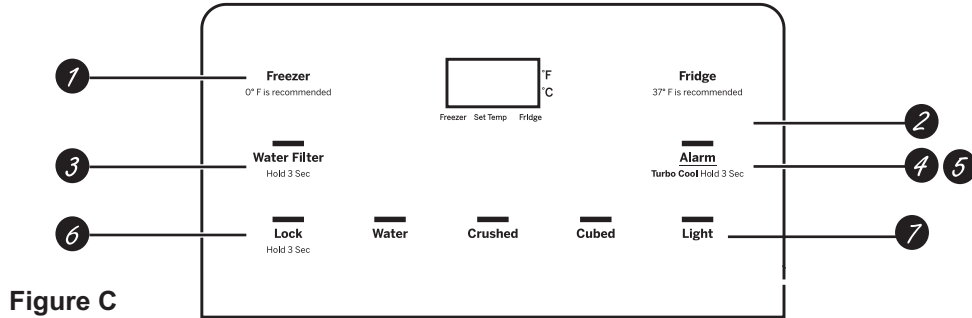 1
Freezer
0° F is recommended
°F
°C
Freezer Set Temp Fridge
Fridge
37° F is recommended
2
3
Water Filter
Hold 3 Sec
Alarm
Turbo Cool Hold 3 Sec
4 5
6
Lock
Hold 3 Sec
Water
Crushed
Cubed
Light
7
Figure C